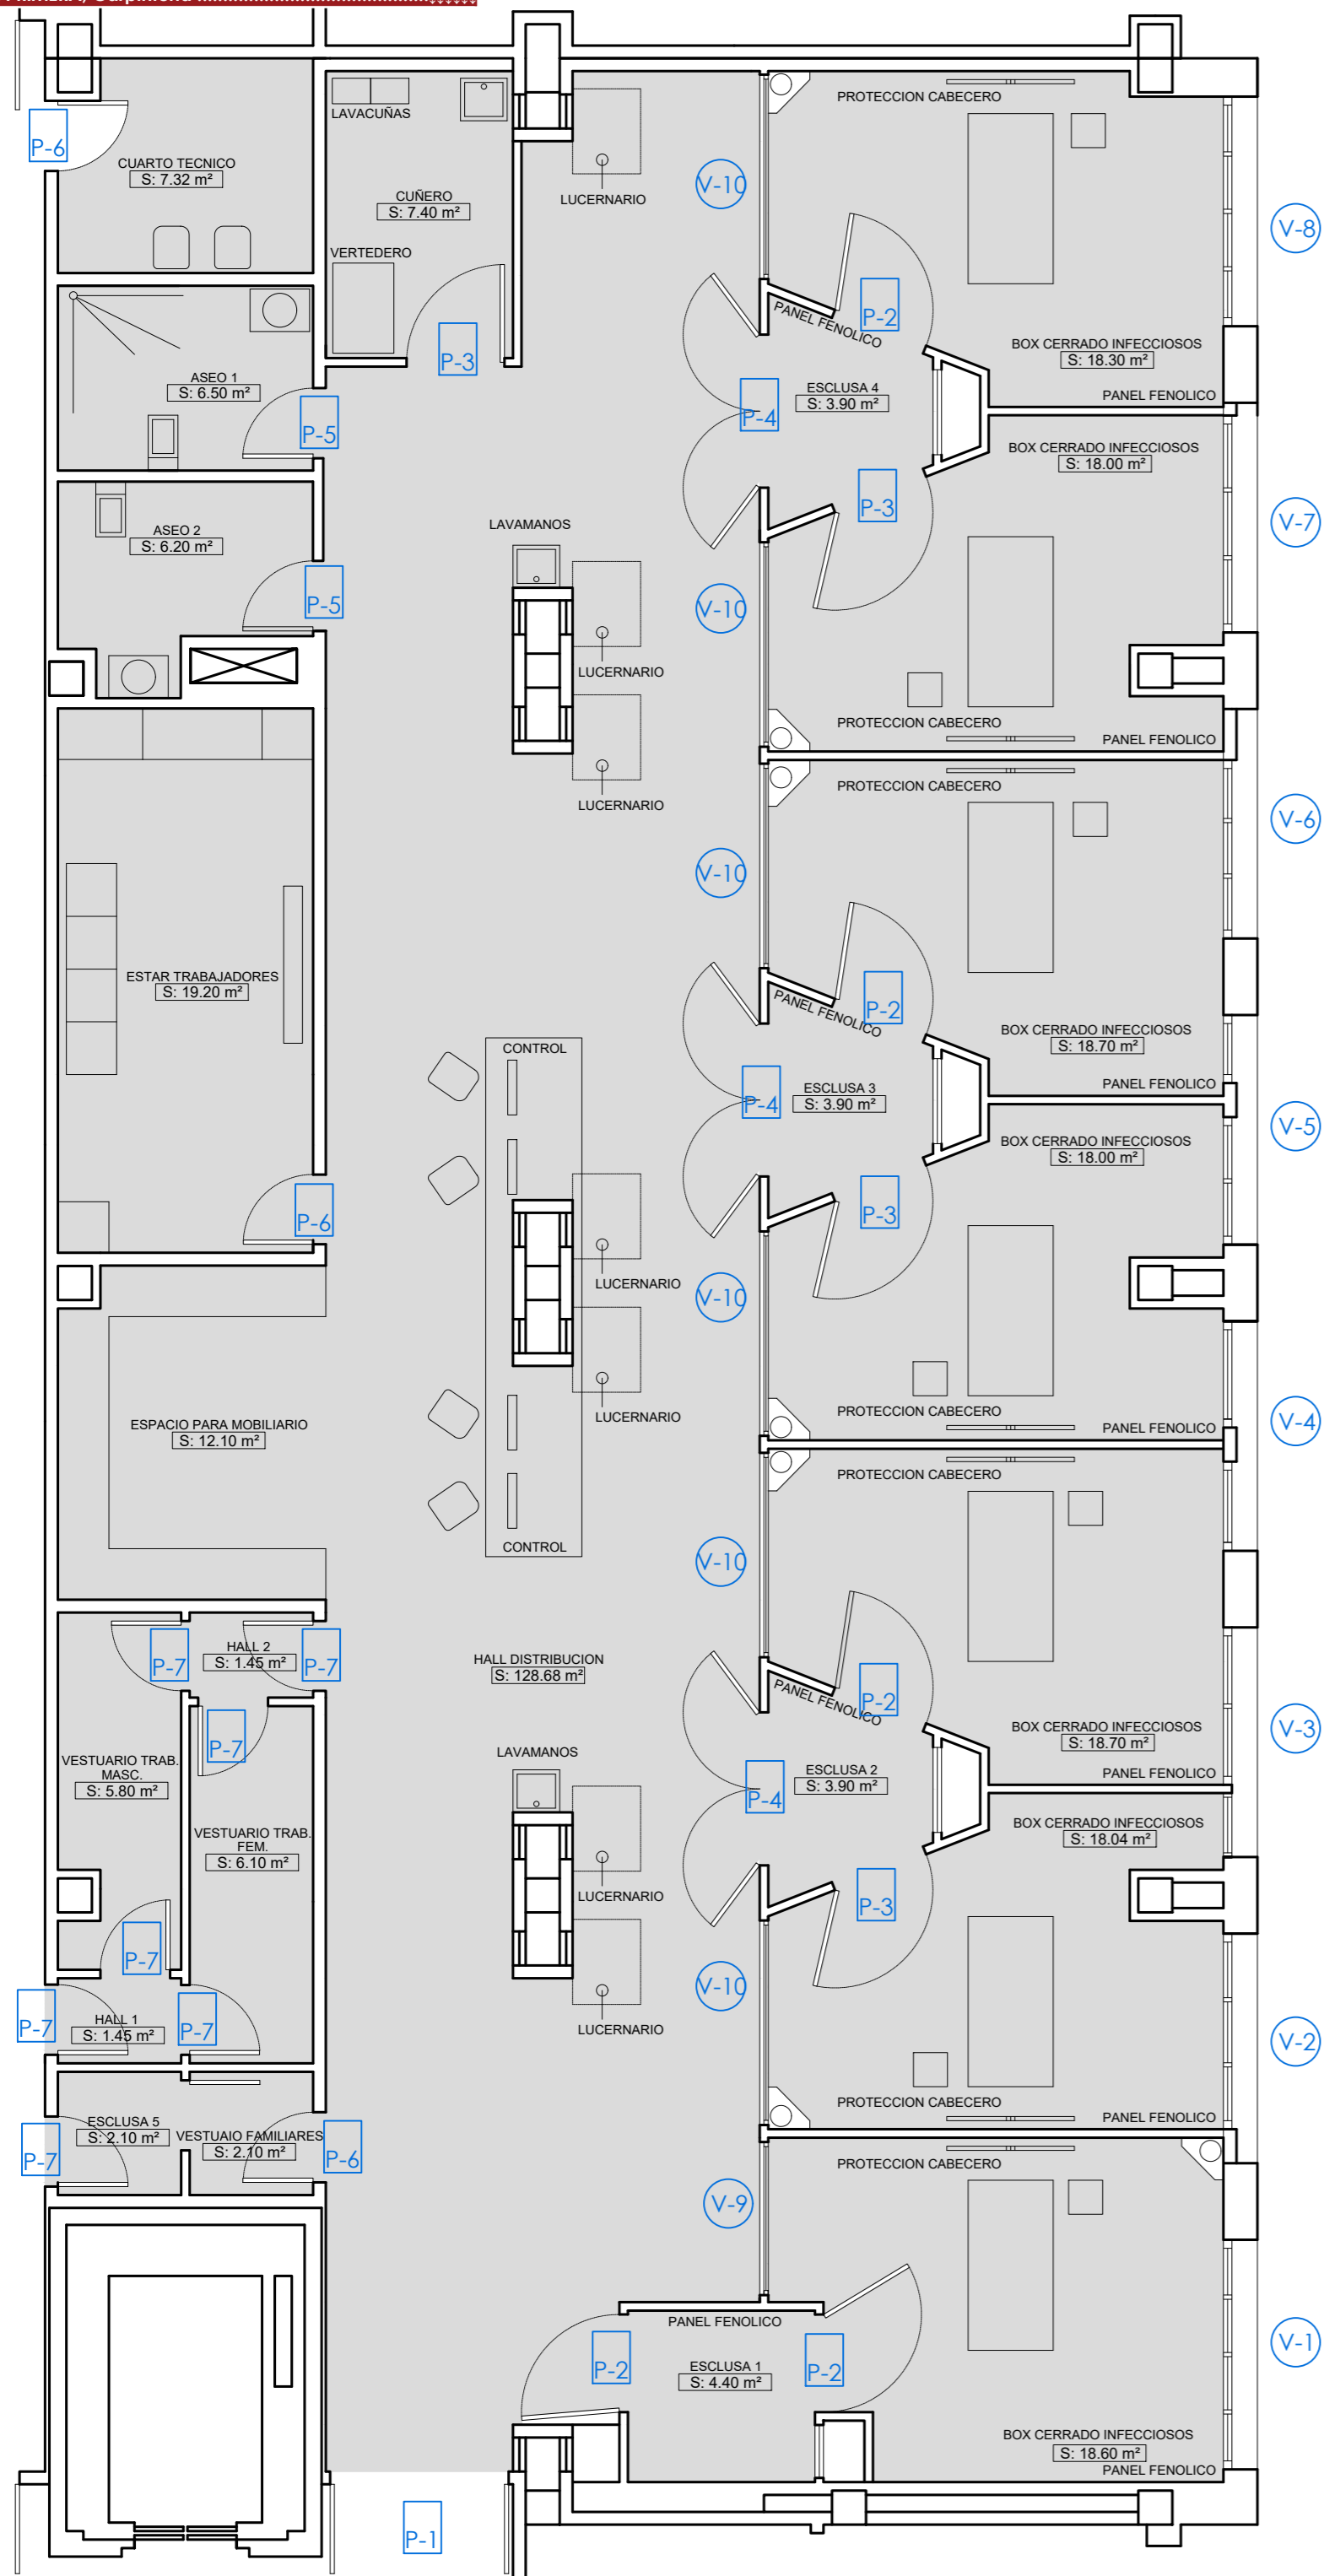 P-6
CUARTO TECNICO
S: 7.32 m²
LAVACUÑAS
CUÑERO
S: 7.40 m²
VERTEDERO
P-3
LUCERNARIO
V-10
PROTECCION CABECERO
V-8
P-2
PANEL FENOLICO
BOX CERRADO INFECCIOSOS
S: 18.30 m²
PANEL FENOLICO
ASEO 1
S: 6.50 m²
P-5
P-4
ESCLUSA 4
S: 3.90 m²
BOX CERRADO INFECCIOSOS
S: 18.00 m²
P-3
V-7
ASEO 2
S: 6.20 m²
P-5
LAVAMANOS
V-10
LUCERNARIO
PROTECCION CABECERO
PANEL FENOLICO
LUCERNARIO
PROTECCION CABECERO
V-6
V-10
ESTAR TRABAJADORES
S: 19.20 m²
P-2
PANEL FENOLICO
BOX CERRADO INFECCIOSOS
S: 18.70 m²
PANEL FENOLICO
CONTROL
P-4
ESCLUSA 3
S: 3.90 m²
V-5
BOX CERRADO INFECCIOSOS
S: 18.00 m²
P-6
P-3
LUCERNARIO
V-10
ESPACIO PARA MOBILIARIO
S: 12.10 m²
LUCERNARIO
PROTECCION CABECERO
PANEL FENOLICO
V-4
PROTECCION CABECERO
CONTROL
V-10
HALL 2
S: 1.45 m²
P-7
P-7
HALL DISTRIBUCION
S: 128.68 m²
P-2
PANEL FENOLICO
BOX CERRADO INFECCIOSOS
S: 18.70 m²
V-3
PANEL FENOLICO
P-7
VESTUARIO TRAB.
MASC.
S: 5.80 m²
LAVAMANOS
P-4
ESCLUSA 2
S: 3.90 m²
BOX CERRADO INFECCIOSOS
S: 18.04 m²
VESTUARIO TRAB.
FEM.
S: 6.10 m²
LUCERNARIO
P-3
P-7
V-10
P-7
HALL 1
S: 1.45 m²
P-7
LUCERNARIO
V-2
PROTECCION CABECERO
PANEL FENOLICO
ESCLUSA 5
S: 2.10 m²
VESTUAIO FAMILIARES
S: 2.10 m²
P-7
P-6
PROTECCION CABECERO
V-9
PANEL FENOLICO
P-2
ESCLUSA 1
S: 4.40 m²
P-2
V-1
BOX CERRADO INFECCIOSOS
S: 18.60 m²
PANEL FENOLICO
P-1